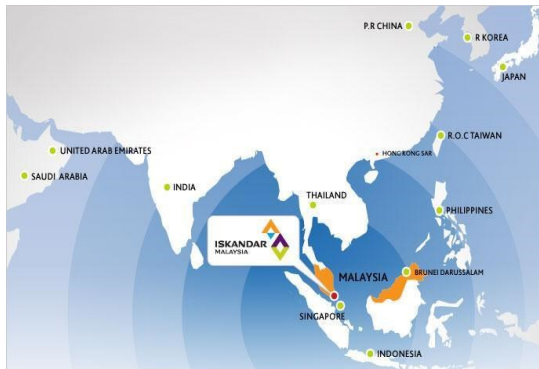 P.R CHINA
R KOREA
JAPAN
R.O.C TAIWAN
HONG KONG SAR
UNITED ARAB EMIRATES
SAUDI ARABIA
INDIA
THAILAND
PHILIPPINES
ISKANDAR
MALAYSIA
MALAYSIA
BRUNEI DARUSSALAM
SINGAPORE
INDONESIA